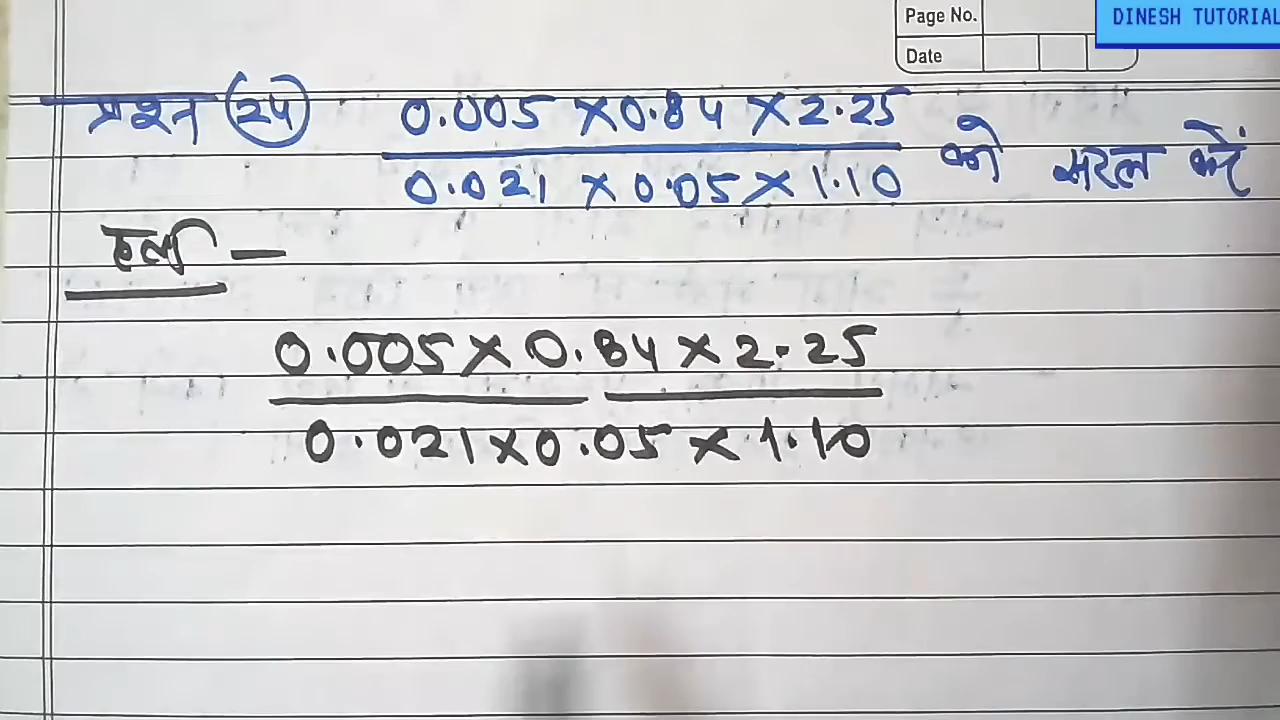 Page No.
DINESH TUTORIAL
Date
प्रश्न (24) 0.005 × 0.84 × 2.25
0.021 × 0.05 × 1.10 को सरल करें
हल —
0.005 × 0.84 × 2.25
0.021 × 0.05 × 1.10